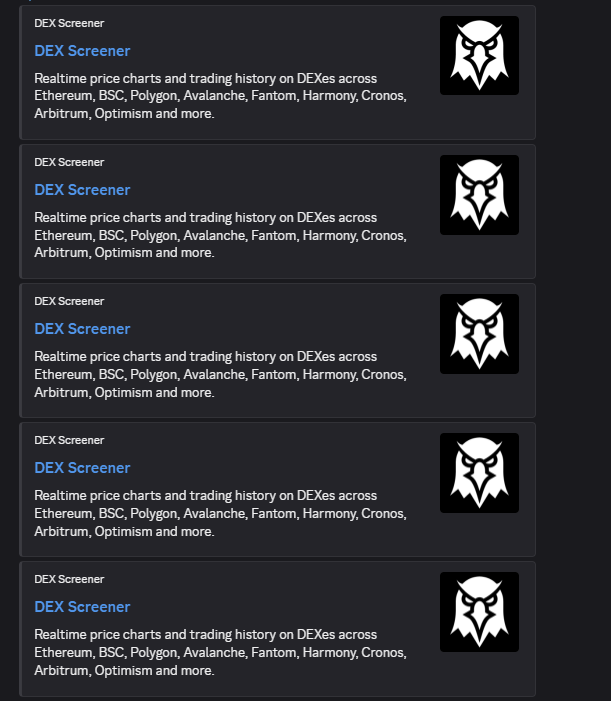 DEX Screener
DEX Screener
Realtime price charts and trading history on DEXes across
Ethereum, BSC, Polygon, Avalanche, Fantom, Harmony, Cronos,
Arbitrum, Optimism and more.
DEX Screener
DEX Screener
Realtime price charts and trading history on DEXes across
Ethereum, BSC, Polygon, Avalanche, Fantom, Harmony, Cronos,
Arbitrum, Optimism and more.
DEX Screener
DEX Screener
Realtime price charts and trading history on DEXes across
Ethereum, BSC, Polygon, Avalanche, Fantom, Harmony, Cronos,
Arbitrum, Optimism and more.
DEX Screener
DEX Screener
Realtime price charts and trading history on DEXes across
Ethereum, BSC, Polygon, Avalanche, Fantom, Harmony, Cronos,
Arbitrum, Optimism and more.
DEX Screener
DEX Screener
Realtime price charts and trading history on DEXes across
Ethereum, BSC, Polygon, Avalanche, Fantom, Harmony, Cronos,
Arbitrum, Optimism and more.